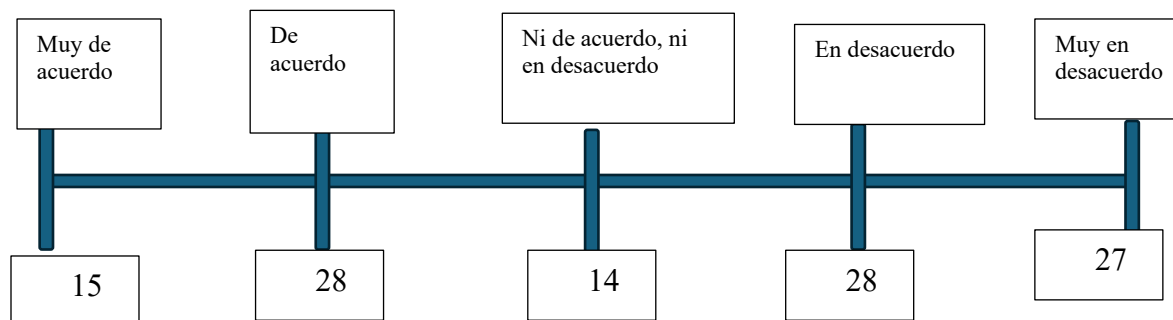 Muy de
acuerdo
De
acuerdo
Ni de acuerdo, ni
en desacuerdo
En desacuerdo
Muy en
desacuerdo
15
28
14
28
27